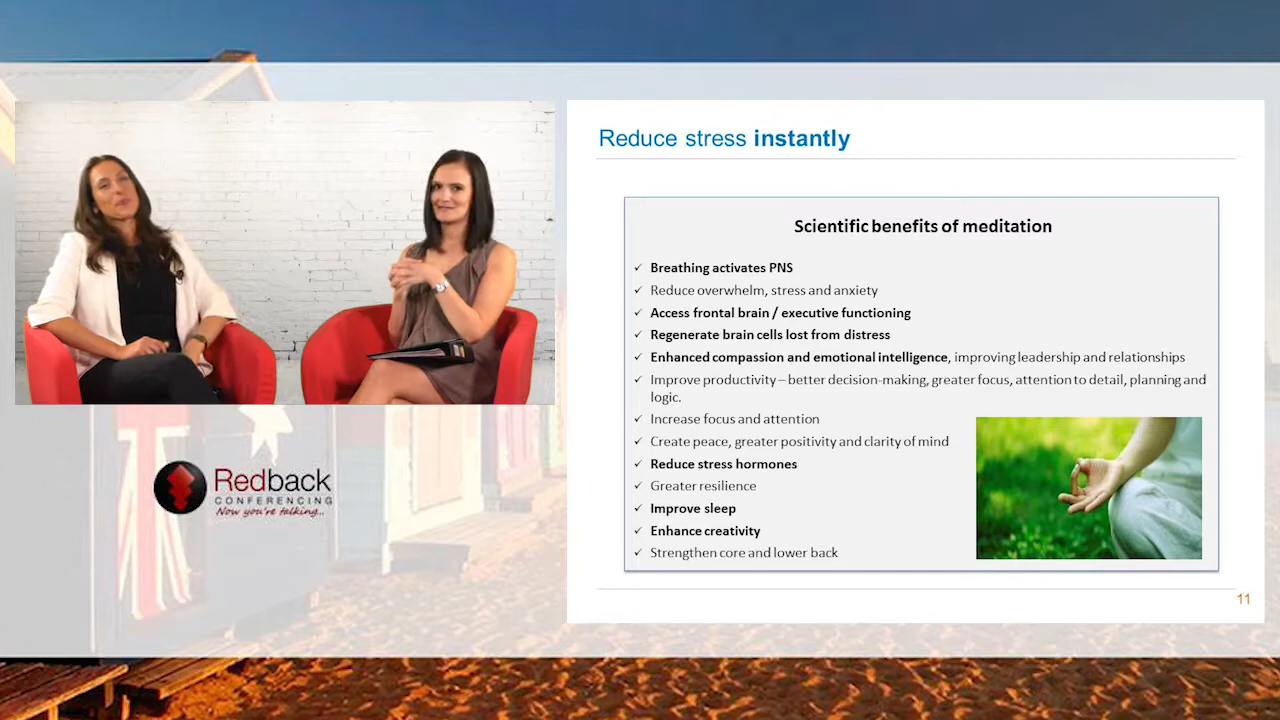 Reduce stress instantly
Scientific benefits of meditation
✓ Breathing activates PNS
✓ Reduce overwhelm, stress and anxiety
✓ Access frontal brain / executive functioning
✓ Regenerate brain cells lost from distress
✓ Enhanced compassion and emotional intelligence, improving leadership and relationships
✓ Improve productivity – better decision-making, greater focus, attention to detail, planning and
logic.
✓ Increase focus and attention
✓ Create peace, greater positivity and clarity of mind
✓ Reduce stress hormones
✓ Greater resilience
✓ Improve sleep
✓ Enhance creativity
✓ Strengthen core and lower back
11
Redback
CONFERENCING
Now you're talking...